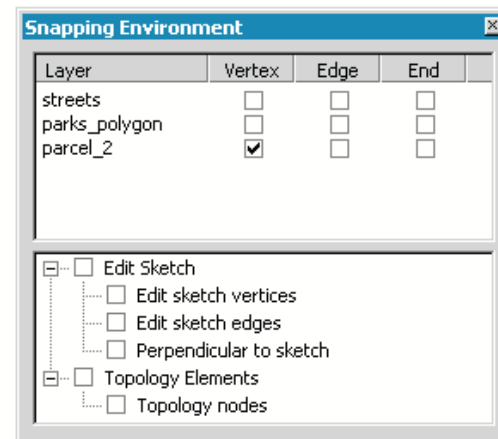 Snapping Environment
Layer Vertex Edge End
streets
parks_polygon
parcel_2
Edit Sketch
Edit sketch vertices
Edit sketch edges
Perpendicular to sketch
Topology Elements
Topology nodes